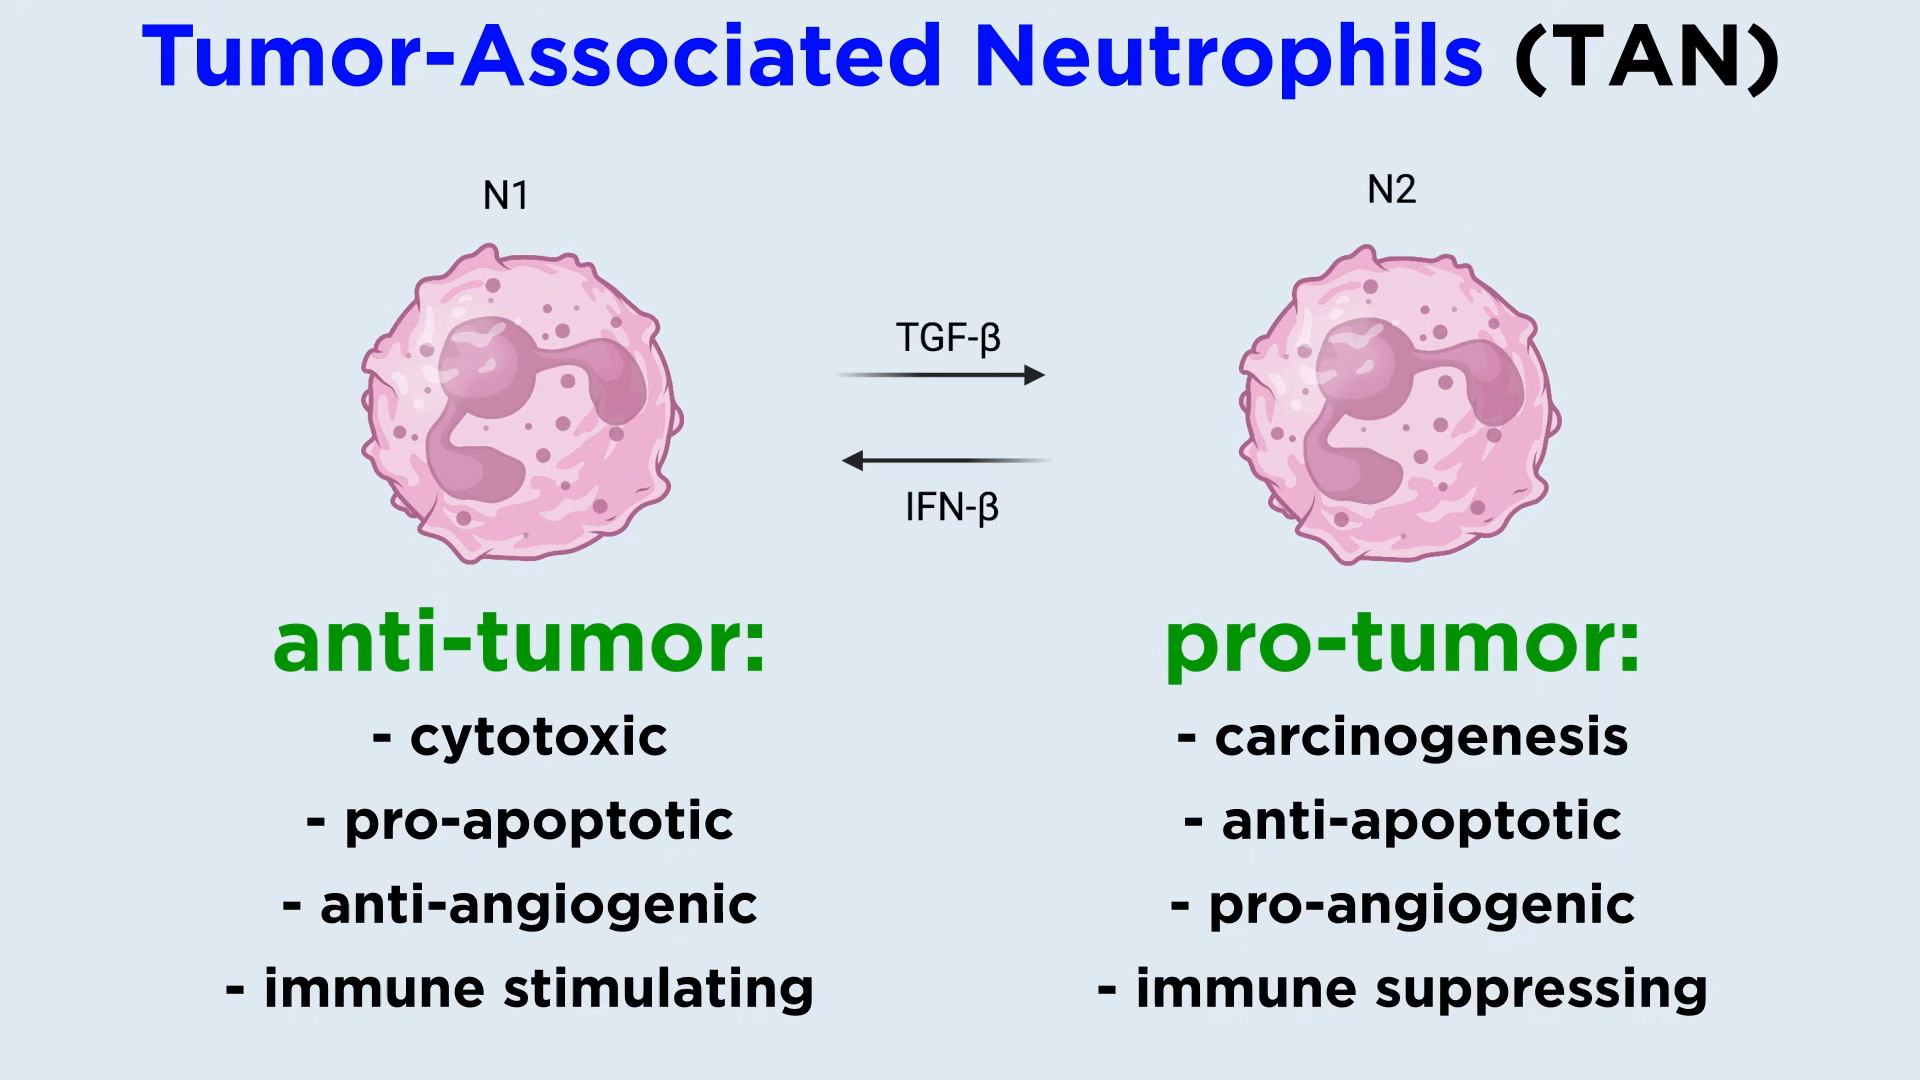 Tumor-Associated Neutrophils (TAN)
N1
N2
TGF-β
IFN-β
anti-tumor:
- cytotoxic
- pro-apoptotic
- anti-angiogenic
- immune stimulating
pro-tumor:
- carcinogenesis
- anti-apoptotic
- pro-angiogenic
- immune suppressing